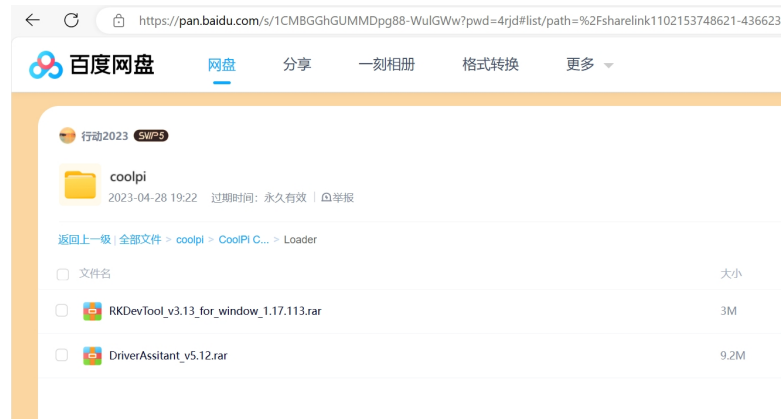 https://pan.baidu.com/s/1CMBGGhGUMMDpg88-WulGWw?pwd=4rjd#list/path=%2Fsharelink1102153748621-436623
百度网盘 网盘 分享 一刻相册 格式转换 更多
行动2023 SVIP5
coolpi
2023-04-28 19:22 过期时间：永久有效 举报
返回上一级 | 全部文件 > coolpi > CoolPi C... > Loader
文件名 大小
RKDevTool_v3.13_for_window_1.17.113.rar 3M
DriverAssitant_v5.12.rar 9.2M